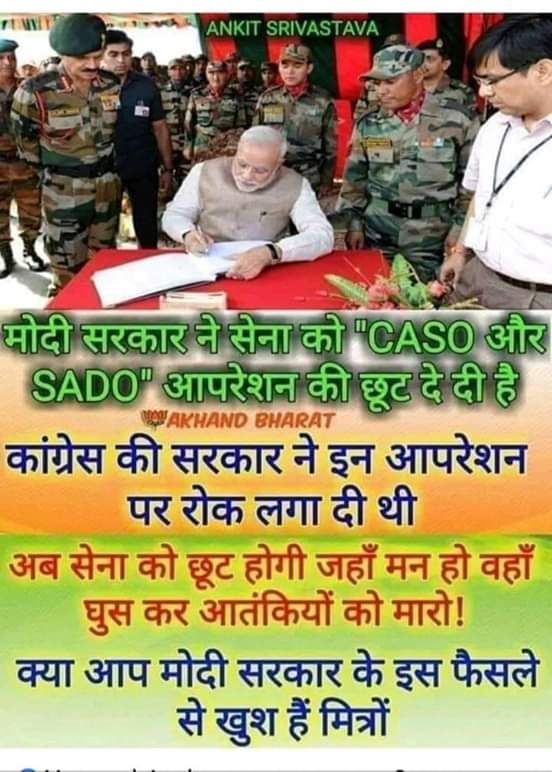 ANKIT SRIVASTAVA
मोदी सरकार ने सेना को "CASO और
SADO" आपरेशन की छूट दे दी है
AKHAND BHARAT
कांग्रेस की सरकार ने इन आपरेशन
पर रोक लगा दी थी
अब सेना को छूट होगी जहाँ मन हो वहाँ
घुस कर आतंकियों को मारो!
क्या आप मोदी सरकार के इस फैसले
से खुश हैं मित्रों